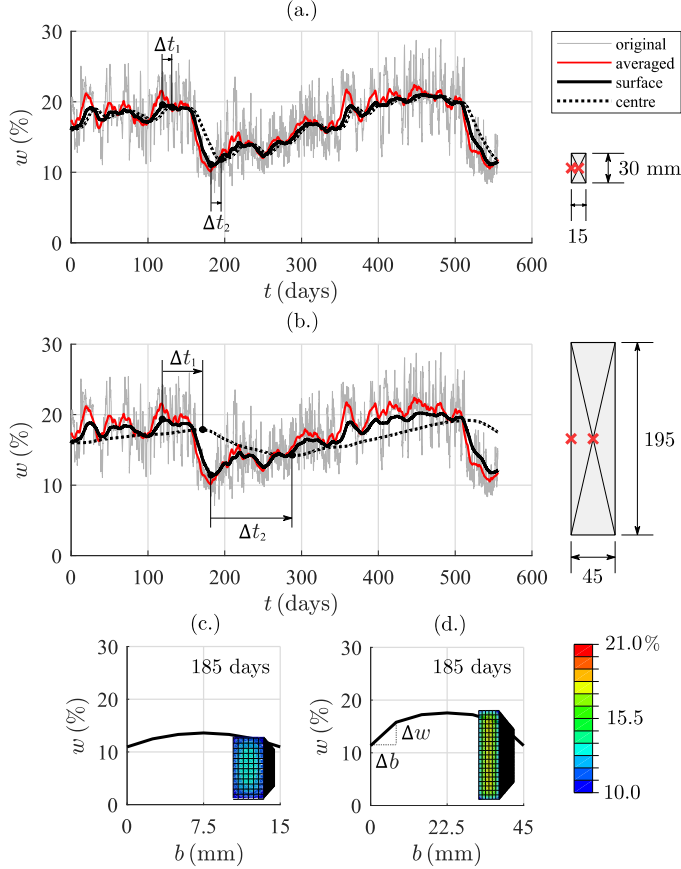 (a.)
30
20
10
0
w (%)
Δt₁
Δt₂
0 100 200 300 400 500 600
t (days)
original
averaged
surface
centre
30 mm
15
(b.)
30
20
10
0
w (%)
Δt₁
Δt₂
0 100 200 300 400 500 600
t (days)
195
45
(c.)
30
20
10
0
w (%)
185 days
0 7.5 15
b (mm)
(d.)
30
20
10
0
w (%)
185 days
Δw
Δb
0 22.5 45
b (mm)
21.0%
15.5
10.0